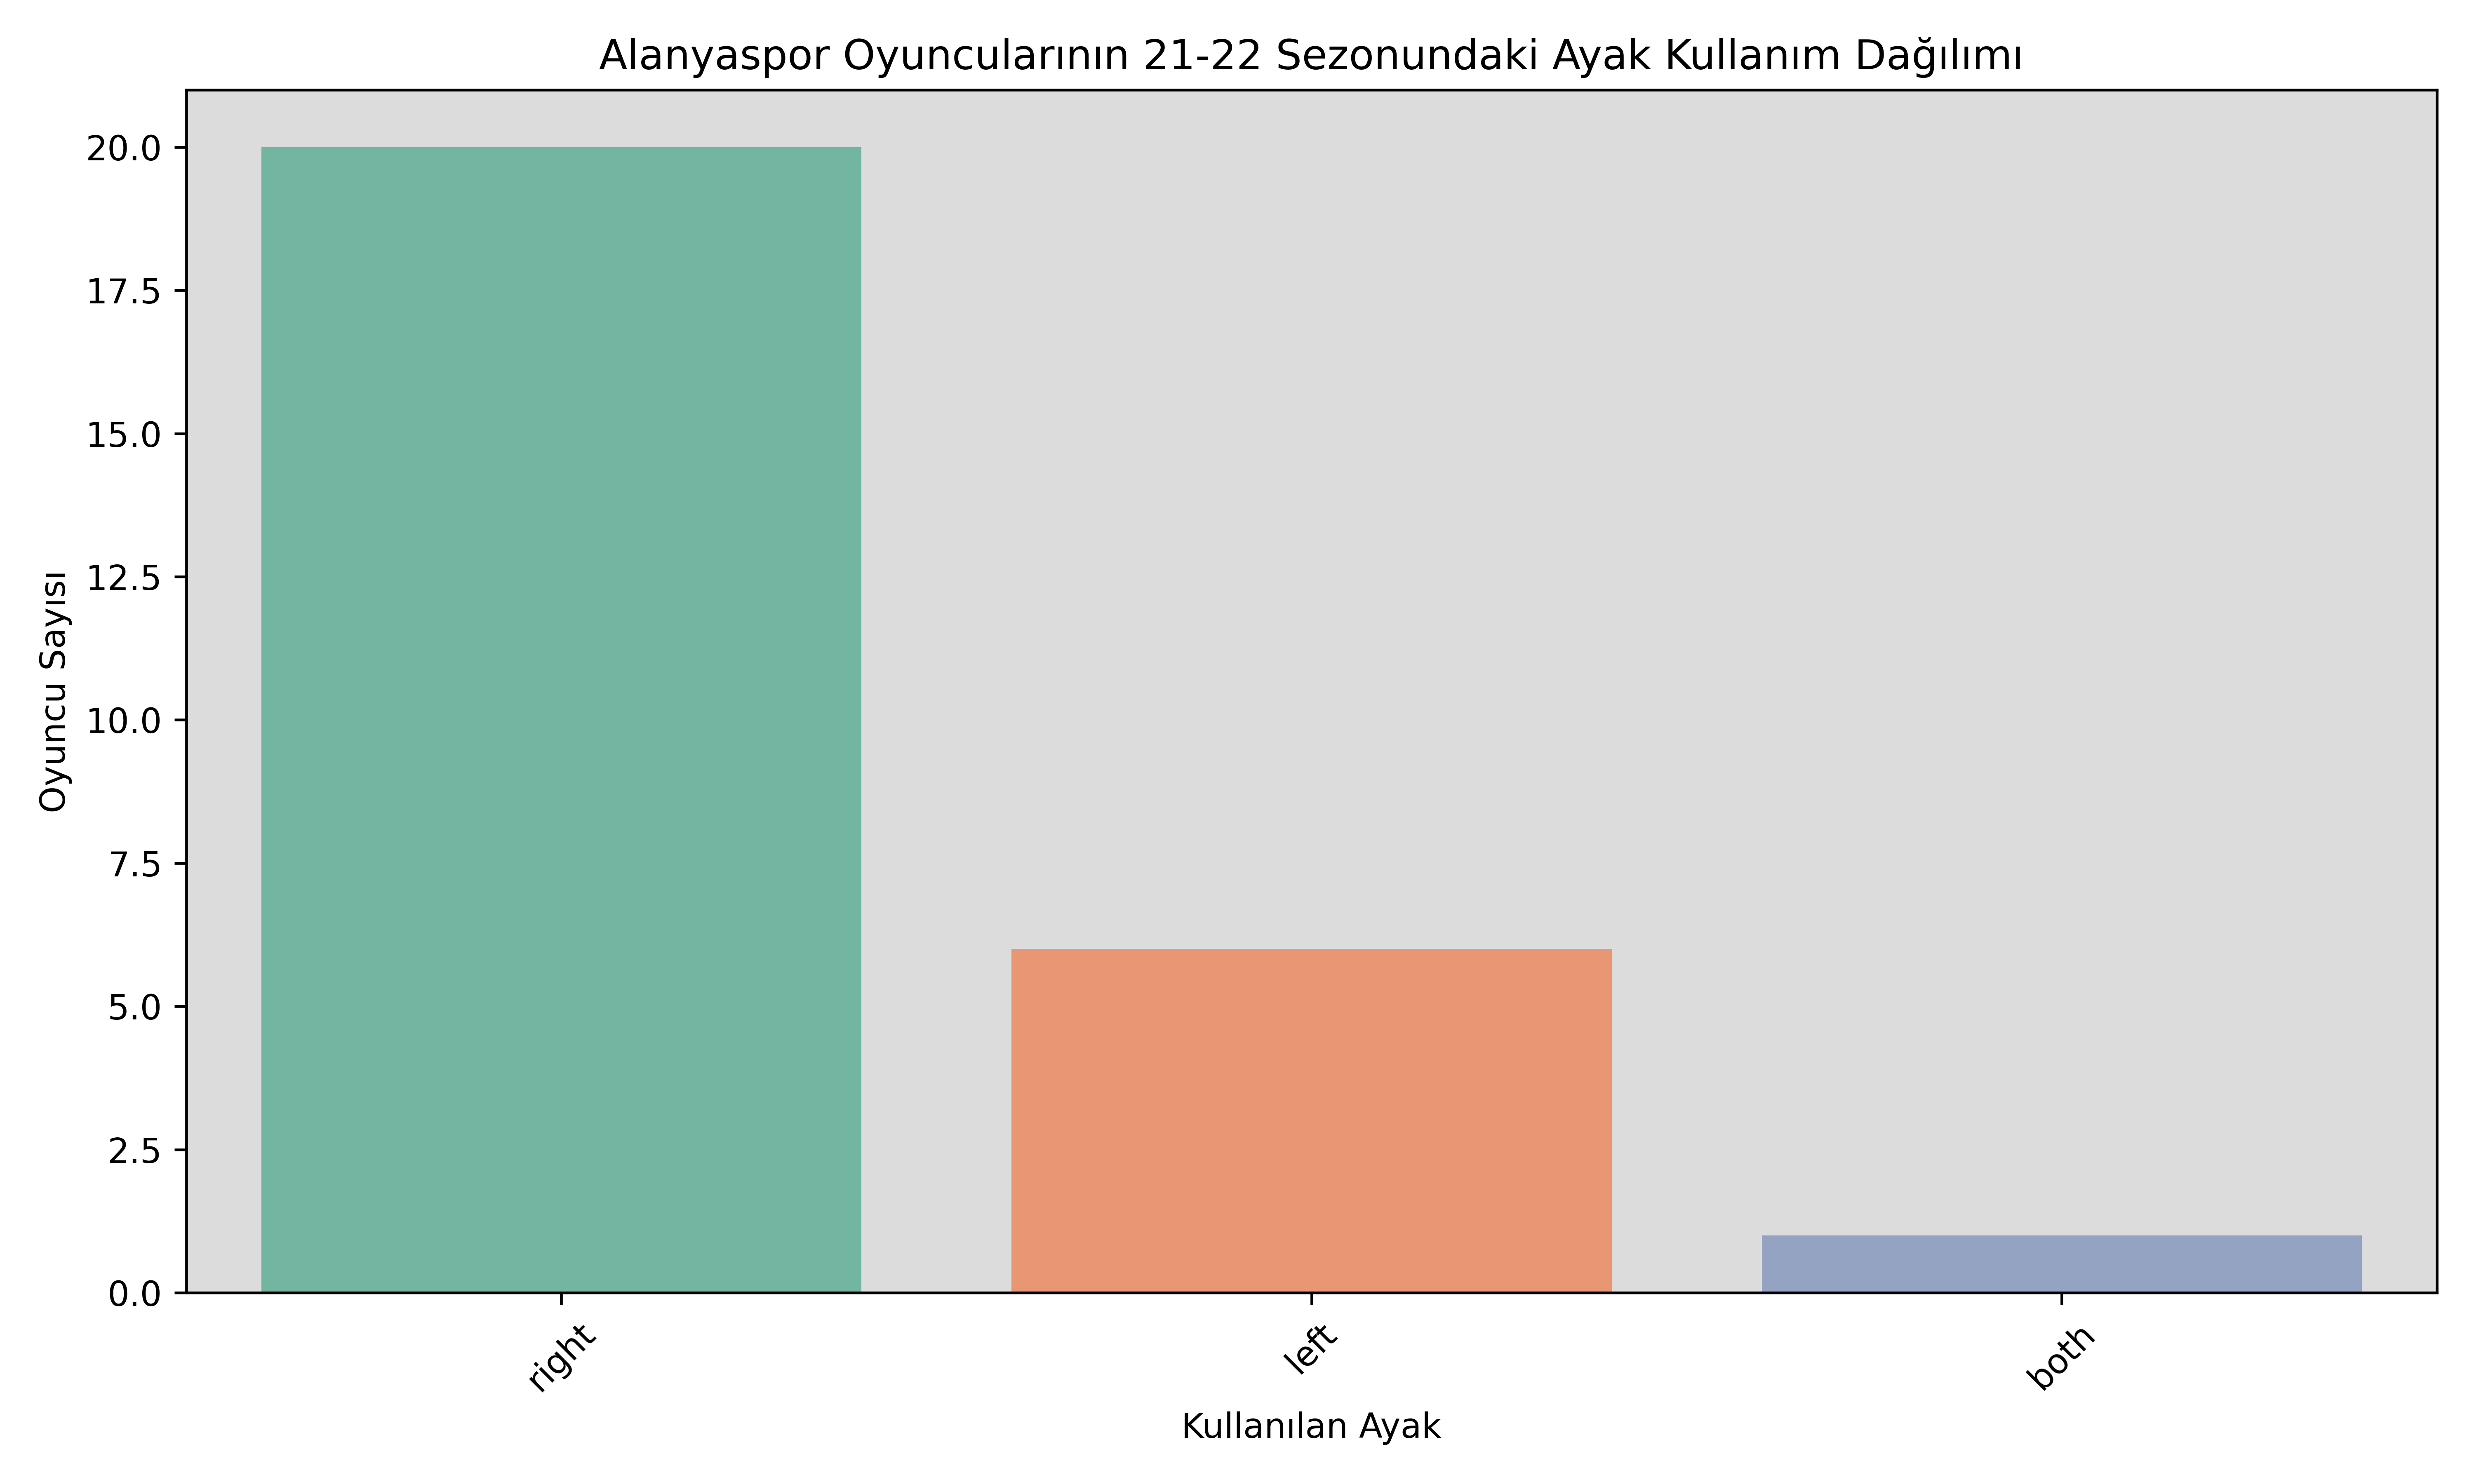 Alanyaspor Oyuncularının 21-22 Sezonundaki Ayak Kullanım Dağılımı
Oyuncu Sayısı
20.0
17.5
15.0
12.5
10.0
7.5
5.0
2.5
0.0
right
left
both
Kullanılan Ayak